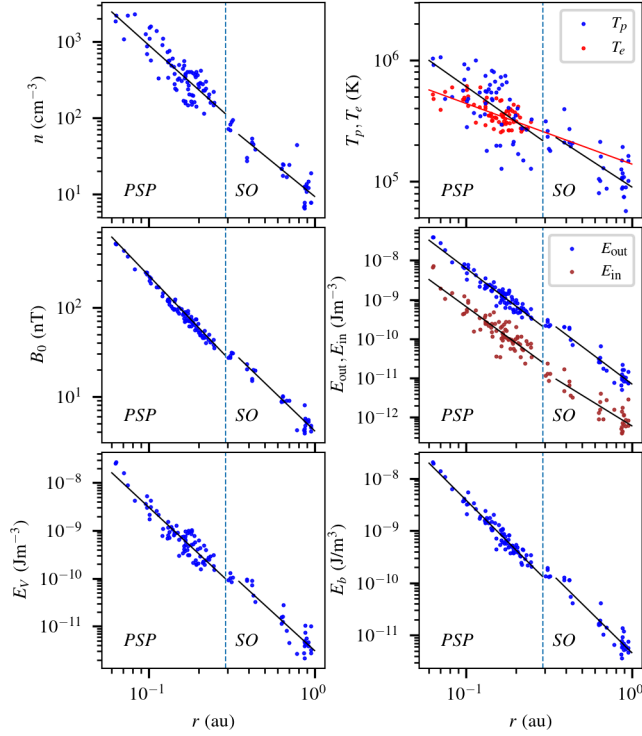 10³
10²
10¹
n (cm⁻³)
PSP
SO
10⁶
10⁵
T_p, T_e (K)
T_p
T_e
PSP
SO
10²
10¹
B₀ (nT)
PSP
SO
10⁻⁸
10⁻⁹
10⁻¹⁰
10⁻¹¹
10⁻¹²
E_out, E_in (Jm⁻³)
E_out
E_in
PSP
SO
10⁻⁸
10⁻⁹
10⁻¹⁰
10⁻¹¹
E_V (Jm⁻³)
PSP
SO
10⁻¹
10⁰
r (au)
10⁻⁸
10⁻⁹
10⁻¹⁰
10⁻¹¹
E_b (J/m³)
PSP
SO
10⁻¹
10⁰
r (au)